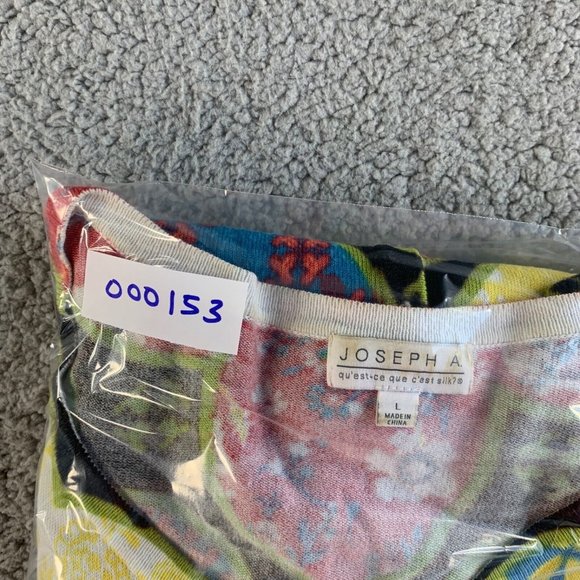 000153
JOSEPH A.
qu'est-ce que c'est silk?®
L
MADE IN
CHINA